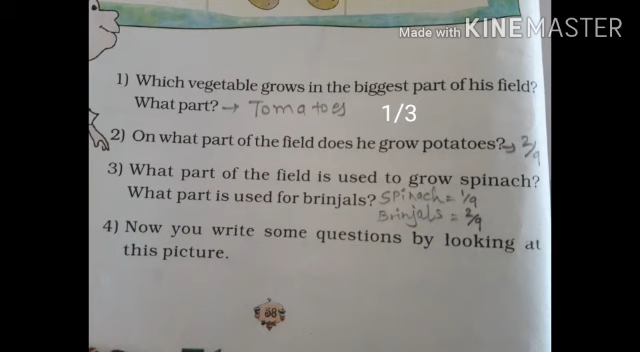 Made with KINEMASTER
1) Which vegetable grows in the biggest part of his field?
What part? → Tomatoes 1/3
2) On what part of the field does he grow potatoes? → 2/9
3) What part of the field is used to grow spinach?
What part is used for brinjals? Spinach = 1/9
Brinjals = 2/9
4) Now you write some questions by looking at
this picture.
58